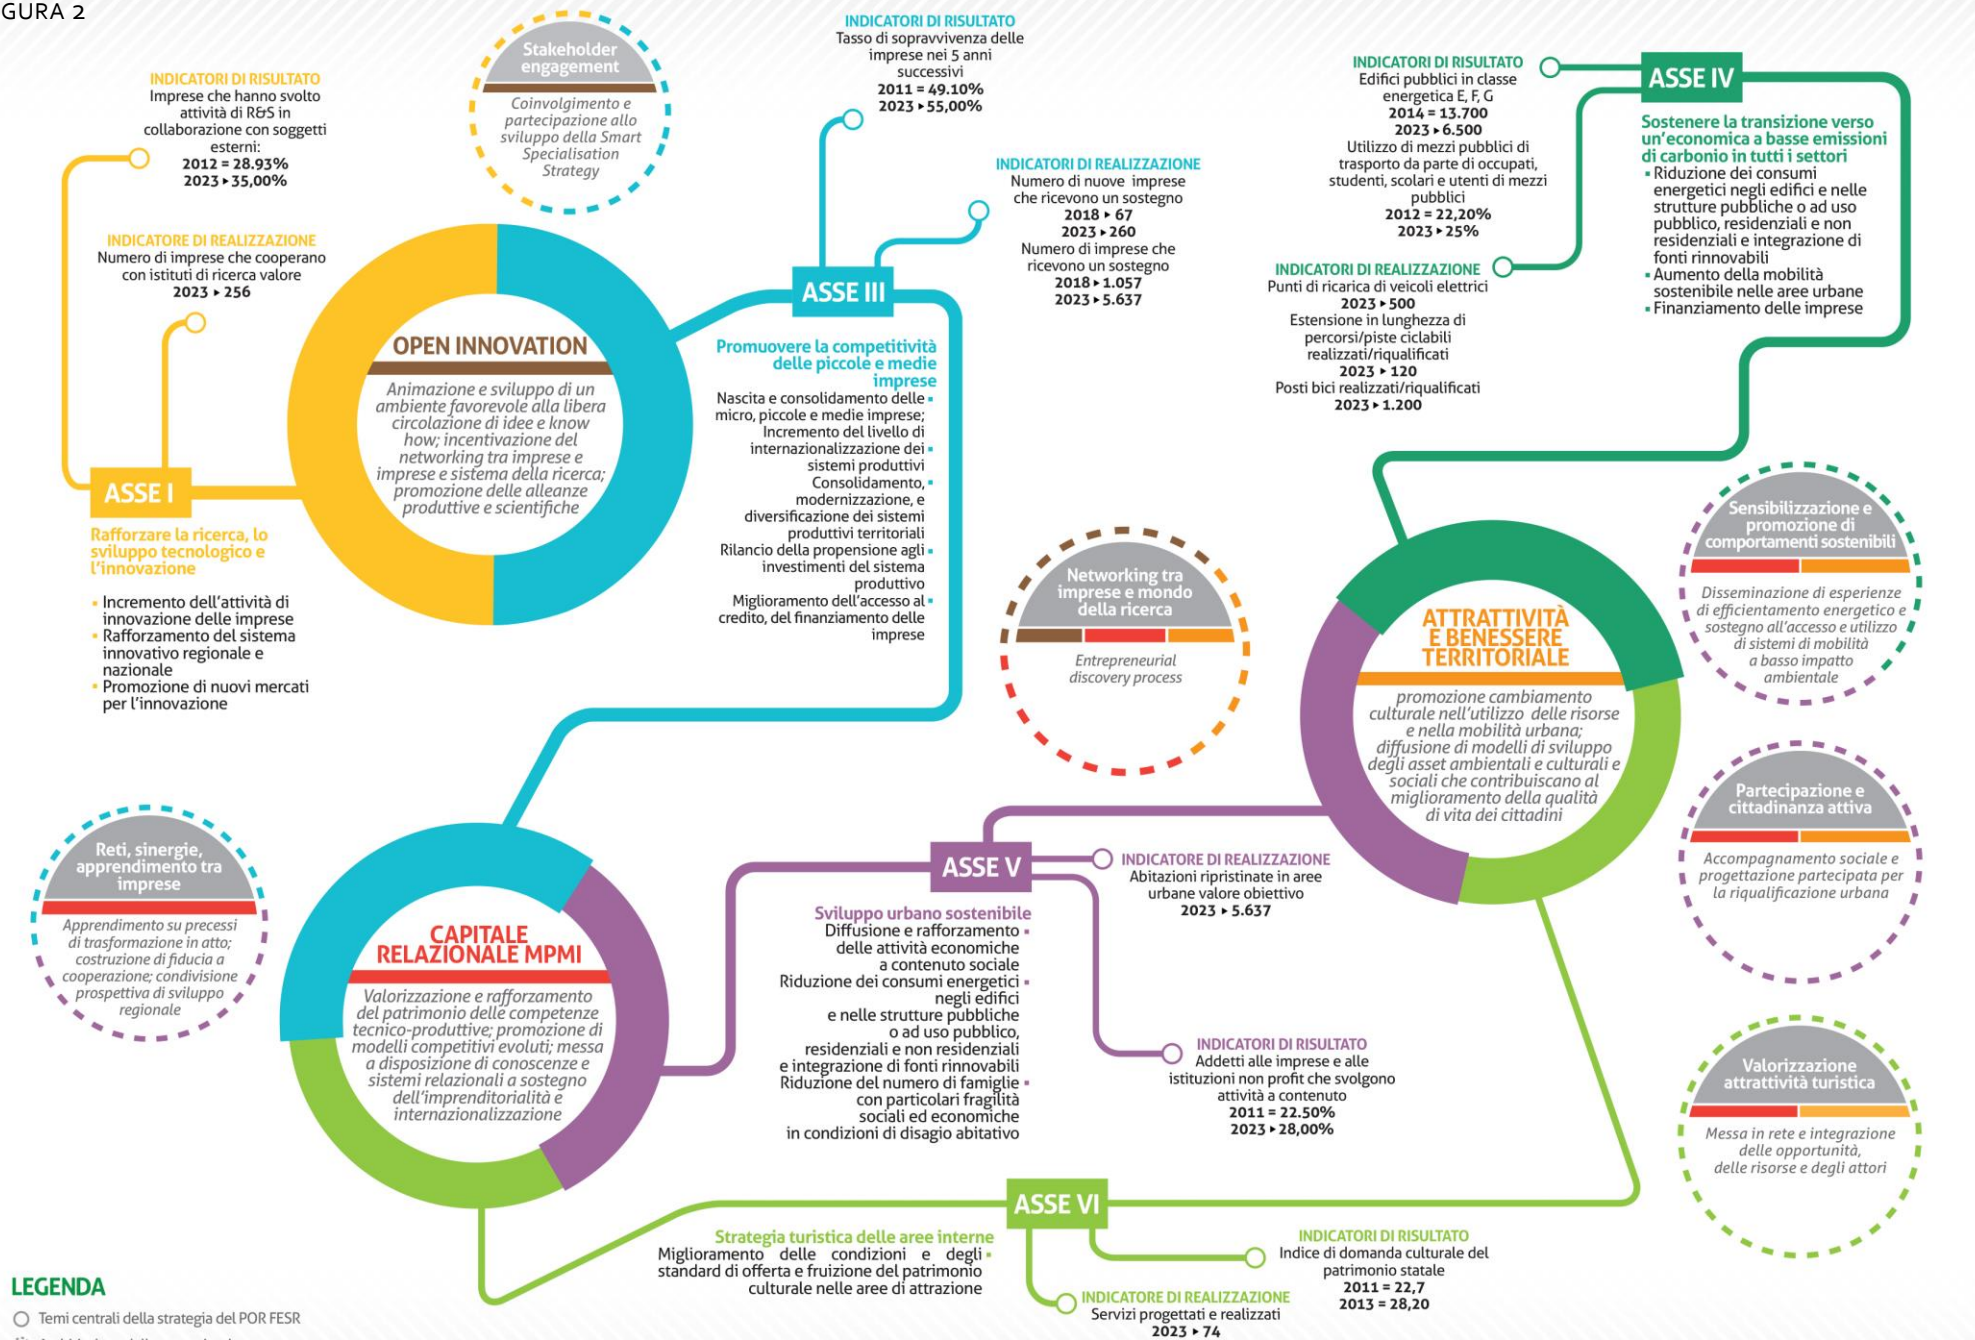 GURA 2
INDICATORI DI RISULTATO
Imprese che hanno svolto
attività di R&S in
collaborazione con soggetti
esterni:
2012 = 28.93%
2023 ▸ 35,00%
INDICATORE DI REALIZZAZIONE
Numero di imprese che cooperano
con istituti di ricerca valore
2023 ▸ 256
ASSE I
Rafforzare la ricerca, lo
sviluppo tecnologico e
l'innovazione
▪ Incremento dell'attività di
innovazione delle imprese
▪ Rafforzamento del sistema
innovativo regionale e
nazionale
▪ Promozione di nuovi mercati
per l'innovazione
Stakeholder
engagement
Coinvolgimento e
partecipazione allo
sviluppo della Smart
Specialisation
Strategy
OPEN INNOVATION
Animazione e sviluppo di un
ambiente favorevole alla libera
circolazione di idee e know
how; incentivazione del
networking tra imprese e
imprese e sistema della ricerca;
promozione delle alleanze
produttive e scientifiche
INDICATORI DI RISULTATO
Tasso di sopravvivenza delle
imprese nei 5 anni
successivi
2011 = 49.10%
2023 ▸ 55,00%
INDICATORI DI REALIZZAZIONE
Numero di nuove imprese
che ricevono un sostegno
2018 ▸ 67
2023 ▸ 260
Numero di imprese che
ricevono un sostegno
2018 ▸ 1.057
2023 ▸ 5.637
ASSE III
Promuovere la competitività
delle piccole e medie
imprese
Nascita e consolidamento delle ▪
micro, piccole e medie imprese;
Incremento del livello di
internazionalizzazione dei ▪
sistemi produttivi
Consolidamento, ▪
modernizzazione, e
diversificazione dei sistemi
produttivi territoriali
Rilancio della propensione agli ▪
investimenti del sistema
produttivo
Miglioramento dell'accesso al ▪
credito, del finanziamento delle
imprese
INDICATORI DI RISULTATO
Edifici pubblici in classe
energetica E, F, G
2014 = 13.700
2023 ▸ 6.500
Utilizzo di mezzi pubblici di
trasporto da parte di occupati,
studenti, scolari e utenti di mezzi
pubblici
2012 = 22,20%
2023 ▸ 25%
INDICATORI DI REALIZZAZIONE
Punti di ricarica di veicoli elettrici
2023 ▸ 500
Estensione in lunghezza di
percorsi/piste ciclabili
realizzati/riqualificati
2023 ▸ 120
Posti bici realizzati/riqualificati
2023 ▸ 1.200
ASSE IV
Sostenere la transizione verso
un'economica a basse emissioni
di carbonio in tutti i settori
▪ Riduzione dei consumi
energetici negli edifici e nelle
strutture pubbliche o ad uso
pubblico, residenziali e non
residenziali e integrazione di
fonti rinnovabili
▪ Aumento della mobilità
sostenibile nelle aree urbane
▪ Finanziamento delle imprese
Networking tra
imprese e mondo
della ricerca
Entrepreneurial
discovery process
ATTRATTIVITÀ
E BENESSERE
TERRITORIALE
promozione cambiamento
culturale nell'utilizzo delle risorse
e nella mobilità urbana;
diffusione di modelli di sviluppo
degli asset ambientali e culturali e
sociali che contribuiscano al
miglioramento della qualità
di vita dei cittadini
Sensibilizzazione e
promozione di
comportamenti sostenibili
Disseminazione di esperienze
di efficientamento energetico e
sostegno all'accesso e utilizzo
di sistemi di mobilità
a basso impatto
ambientale
Partecipazione e
cittadinanza attiva
Accompagnamento sociale e
progettazione partecipata per
la riqualificazione urbana
Valorizzazione
attrattività turistica
Messa in rete e integrazione
delle opportunità,
delle risorse e degli attori
Reti, sinergie,
apprendimento tra
imprese
Apprendimento su precessi
di trasformazione in atto;
costruzione di fiducia a
cooperazione; condivisione
prospettiva di sviluppo
regionale
CAPITALE
RELAZIONALE MPMI
Valorizzazione e rafforzamento
del patrimonio delle competenze
tecnico-produttive; promozione di
modelli competitivi evoluti; messa
a disposizione di conoscenze e
sistemi relazionali a sostegno
dell'imprenditorialità e
internazionalizzazione
ASSE V
Sviluppo urbano sostenibile
Diffusione e rafforzamento ▪
delle attività economiche
a contenuto sociale
Riduzione dei consumi energetici ▪
negli edifici
e nelle strutture pubbliche
o ad uso pubblico,
residenziali e non residenziali
e integrazione di fonti rinnovabili
Riduzione del numero di famiglie ▪
con particolari fragilità
sociali ed economiche
in condizioni di disagio abitativo
INDICATORE DI REALIZZAZIONE
Abitazioni ripristinate in aree
urbane valore obiettivo
2023 ▸ 5.637
INDICATORI DI RISULTATO
Addetti alle imprese e alle
istituzioni non profit che svolgono
attività a contenuto
2011 = 22.50%
2023 ▸ 28,00%
ASSE VI
Strategia turistica delle aree interne
Miglioramento delle condizioni e degli ▪
standard di offerta e fruizione del patrimonio
culturale nelle aree di attrazione
INDICATORI DI RISULTATO
Indice di domanda culturale del
patrimonio statale
2011 = 22,7
2013 = 28,20
INDICATORE DI REALIZZAZIONE
Servizi progettati e realizzati
2023 ▸ 74
LEGENDA
Temi centrali della strategia del POR FESR